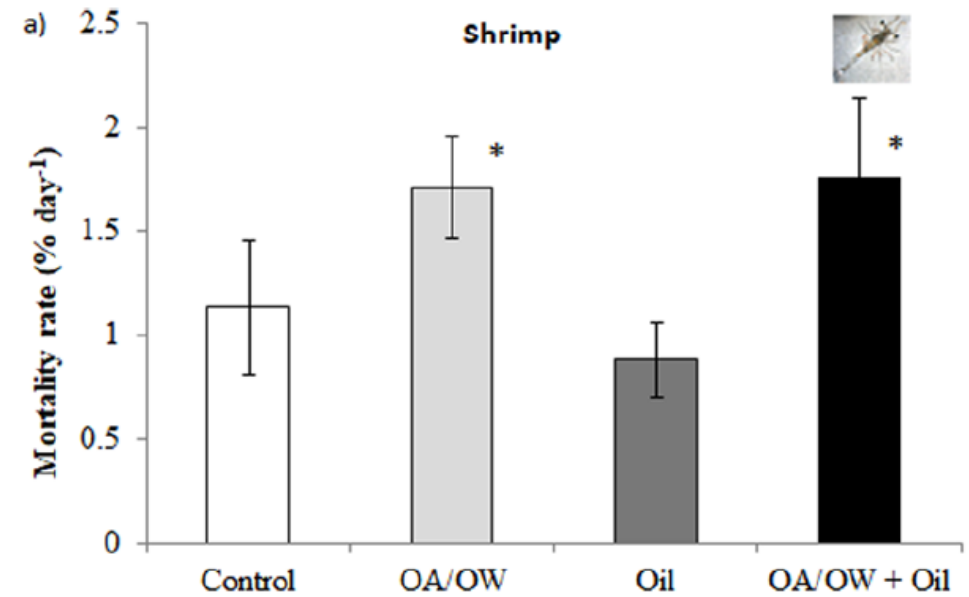 a)
Shrimp
Mortality rate (% day-1)
2.5
2
1.5
1
0.5
0
*
*
Control OA/OW Oil OA/OW + Oil